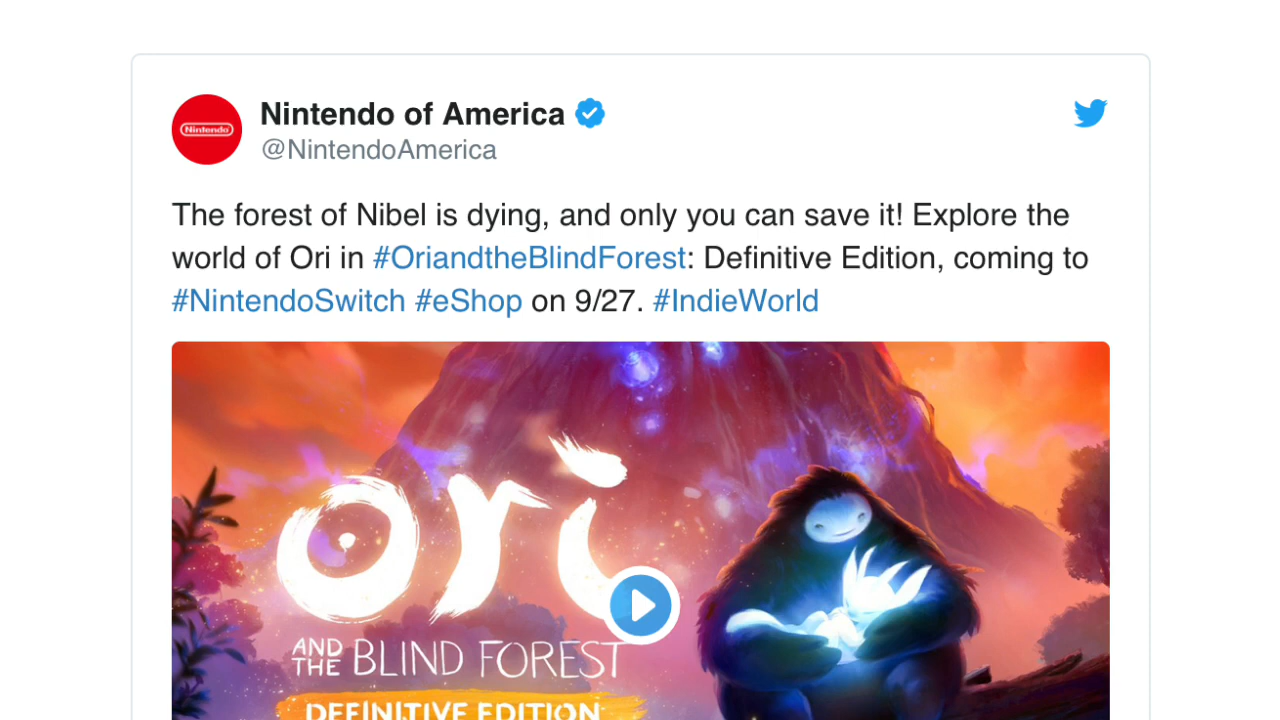 Nintendo
Nintendo of America
@NintendoAmerica
The forest of Nibel is dying, and only you can save it! Explore the
world of Ori in #OriandtheBlindForest: Definitive Edition, coming to
#NintendoSwitch #eShop on 9/27. #IndieWorld
ori
AND THE BLIND FOREST
DEFINITIVE EDITION